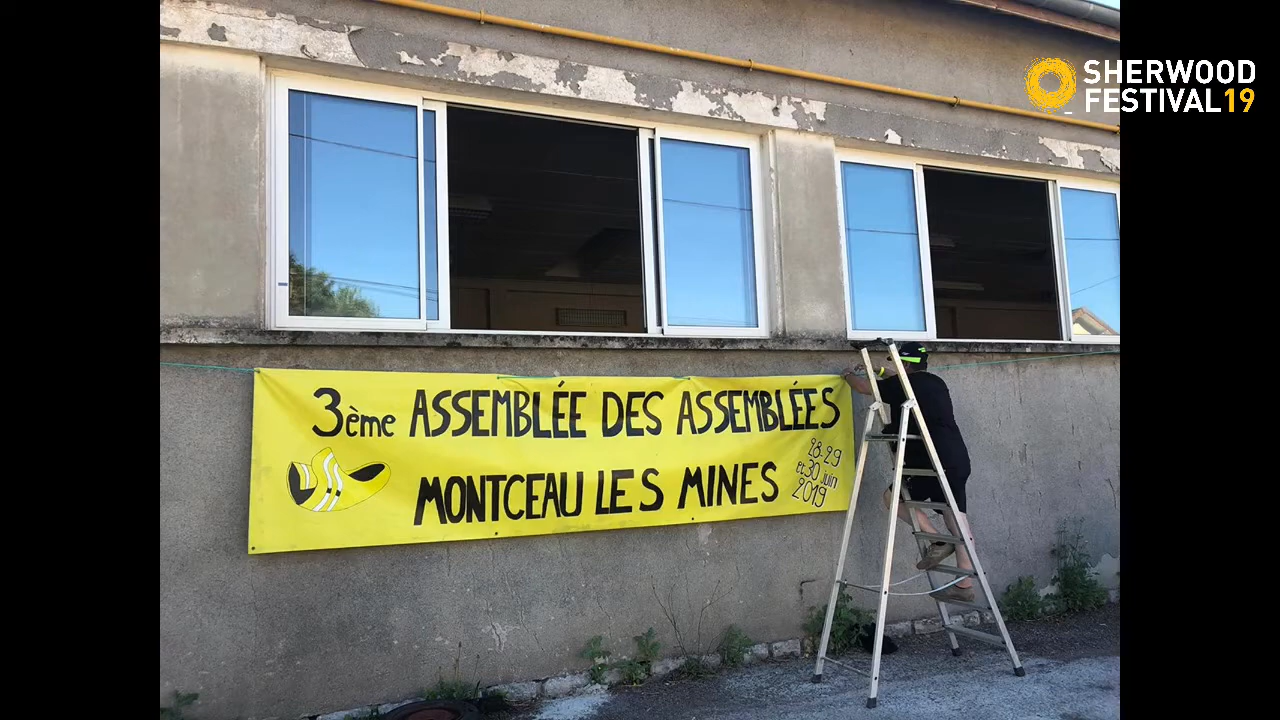 SHERWOOD
FESTIVAL19
3ème ASSEMBLÉE DES ASSEMBLÉES
MONTCEAU LES MINES
28.29
et 30 juin
2019